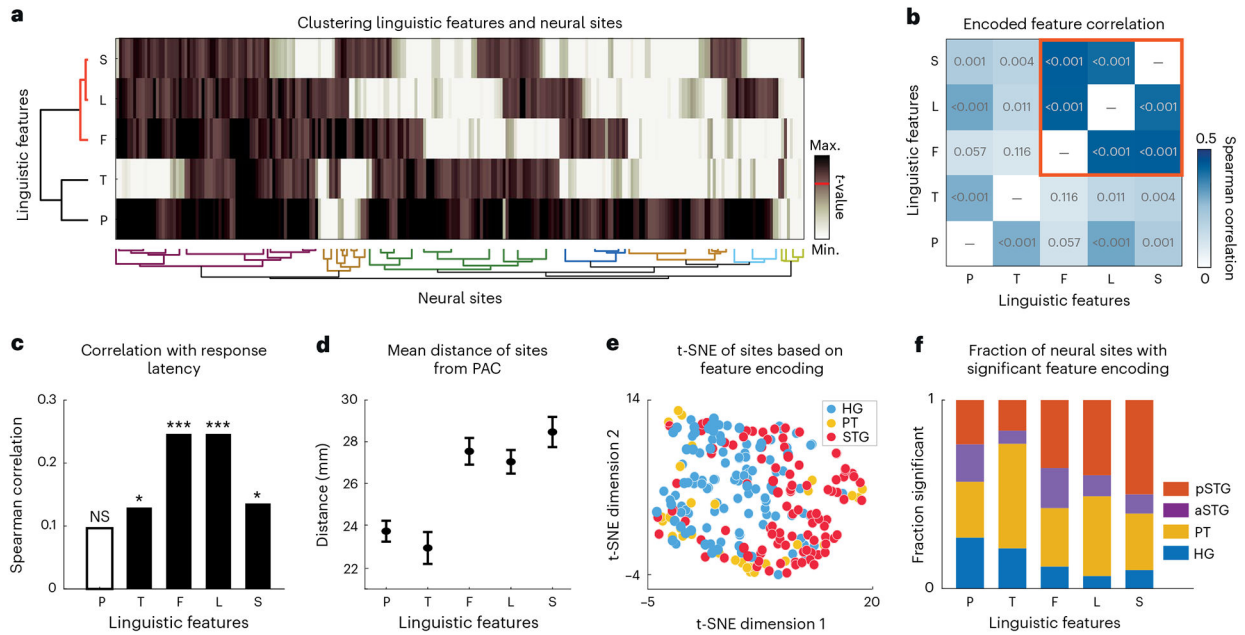 a
Clustering linguistic features and neural sites
Linguistic features
S
L
F
T
P
Max.
t-value
Min.
Neural sites
b
Encoded feature correlation
Linguistic features
S 0.001 0.004 <0.001 <0.001 —
L <0.001 0.011 <0.001 — <0.001
F 0.057 0.116 — <0.001 <0.001
T <0.001 — 0.116 0.011 0.004
P — <0.001 0.057 <0.001 0.001
P T F L S
Linguistic features
0.5
Spearman correlation
0
c
Correlation with response
latency
Spearman correlation
0.3
0.2
0.1
0
NS * *** *** *
P T F L S
Linguistic features
d
Mean distance of sites
from PAC
Distance (mm)
30
28
26
24
22
P T F L S
Linguistic features
e
t-SNE of sites based on
feature encoding
t-SNE dimension 2
14
−4
HG
PT
STG
−5 20
t-SNE dimension 1
f
Fraction of neural sites with
significant feature encoding
Fraction significant
1
0
pSTG
aSTG
PT
HG
P T F L S
Linguistic features